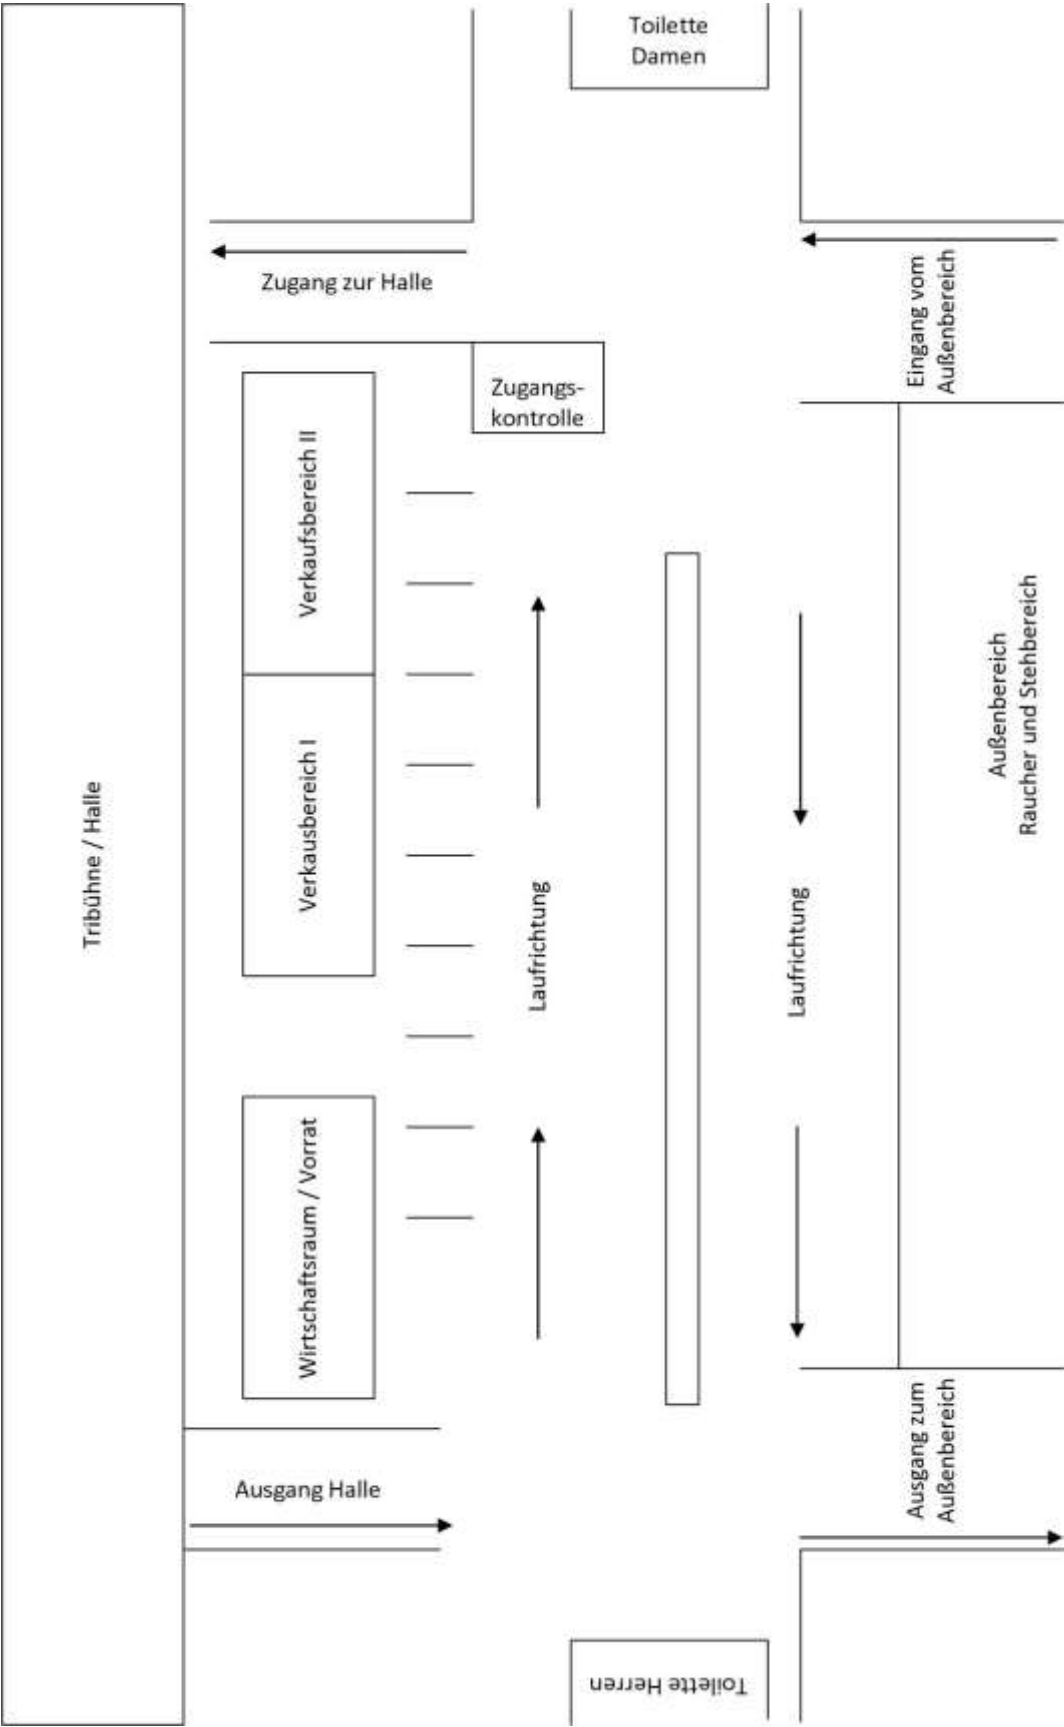 Toilette
Damen
Zugang zur Halle
Eingang vom
Außenbereich
Zugangs-
kontrolle
Verkaufsbereich II
Verkausbereich I
Tribühne / Halle
Laufrichtung
Laufrichtung
Außenbereich
Raucher und Stehbereich
Wirtschaftsraum / Vorrat
Ausgang Halle
Ausgang zum
Außenbereich
Toilette Herren